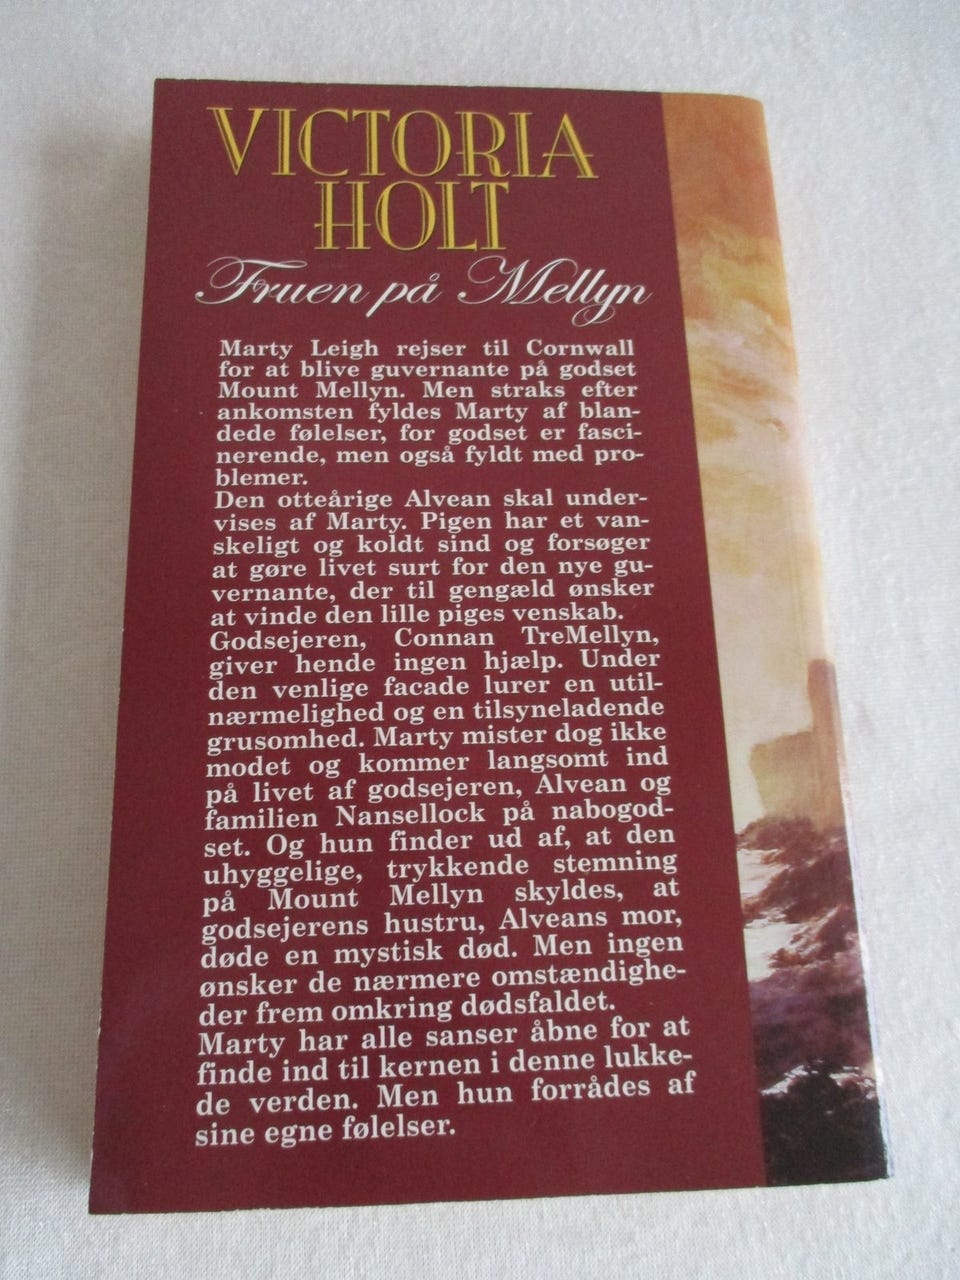 VICTORIA
HOLT
Fruen på Mellyn
Marty Leigh rejser til Cornwall
for at blive guvernante på godset
Mount Mellyn. Men straks efter
ankomsten fyldes Marty af blan-
dede følelser, for godset er fasci-
nerende, men også fyldt med pro-
blemer.
Den otteårige Alvean skal under-
vises af Marty. Pigen har et van-
skeligt og koldt sind og forsøger
at gøre livet surt for den nye gu-
vernante, der til gengæld ønsker
at vinde den lille piges venskab.
Godsejeren, Connan TreMellyn,
giver hende ingen hjælp. Under
den venlige facade lurer en util-
nærmelighed og en tilsyneladende
grusomhed. Marty mister dog ikke
modet og kommer langsomt ind
på livet af godsejeren, Alvean og
familien Nansellock på nabogod-
set. Og hun finder ud af, at den
uhyggelige, trykkende stemning
på Mount Mellyn skyldes, at
godsejerens hustru, Alveans mor,
døde en mystisk død. Men ingen
ønsker de nærmere omstændighe-
der frem omkring dødsfaldet.
Marty har alle sanser åbne for at
finde ind til kernen i denne lukke-
de verden. Men hun forrådes af
sine egne følelser.